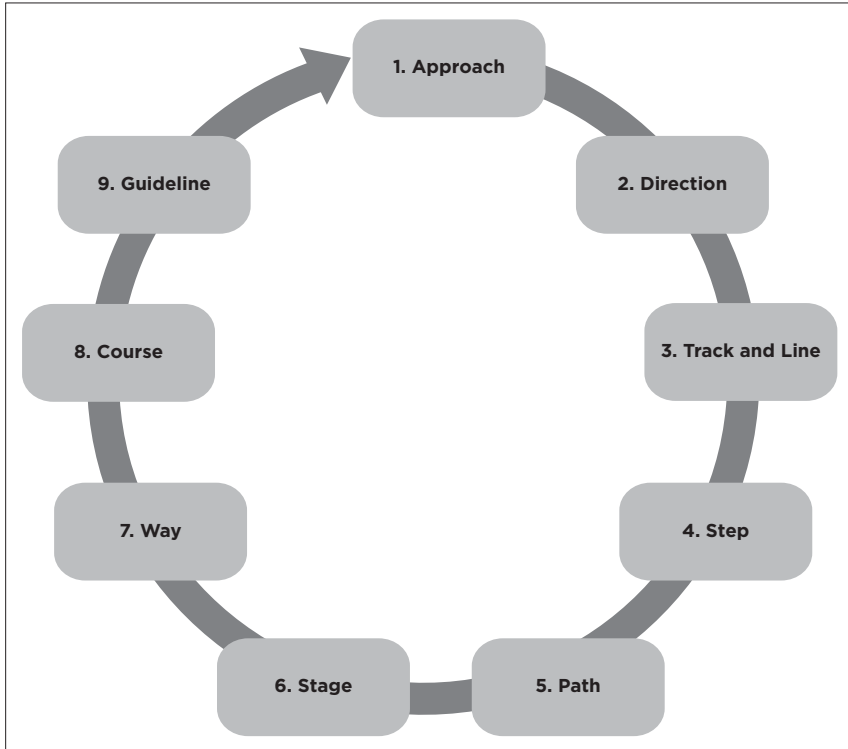 1. Approach
2. Direction
3. Track and Line
4. Step
5. Path
6. Stage
7. Way
8. Course
9. Guideline